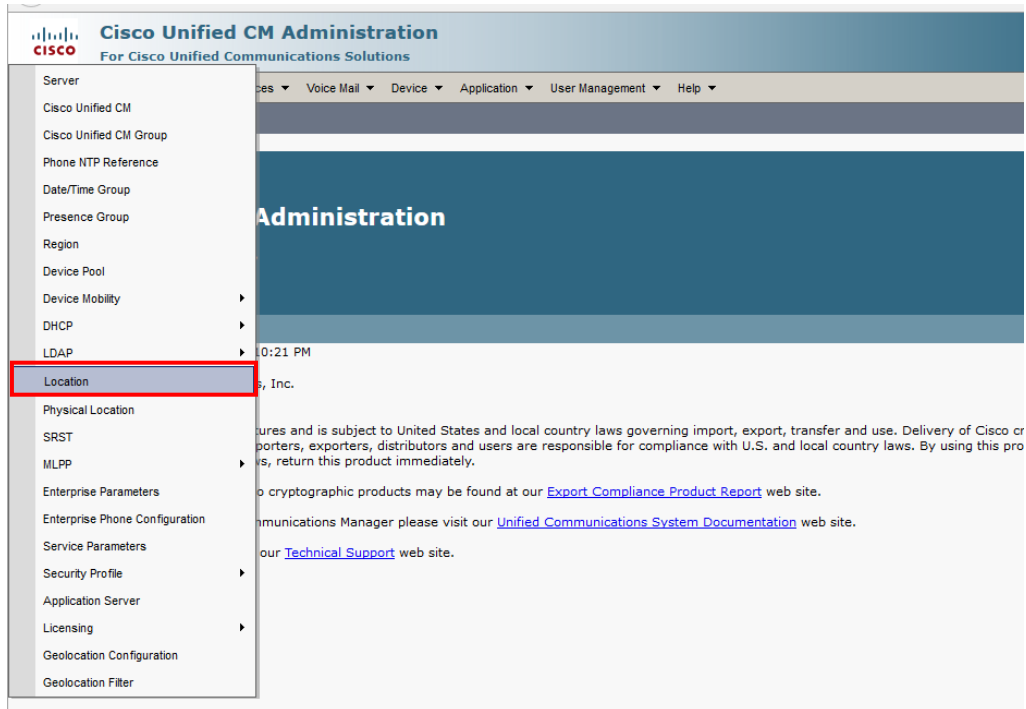 CISCO
Cisco Unified CM Administration
For Cisco Unified Communications Solutions
Voice Mail Device Application User Management Help
Server
Cisco Unified CM
Cisco Unified CM Group
Phone NTP Reference
Date/Time Group
Presence Group
Region
Device Pool
Device Mobility
DHCP
LDAP
Location
Physical Location
SRST
MLPP
Enterprise Parameters
Enterprise Phone Configuration
Service Parameters
Security Profile
Application Server
Licensing
Geolocation Configuration
Geolocation Filter
Administration
10:21 PM
s, Inc.
ures and is subject to United States and local country laws governing import, export, transfer and use. Delivery of Cisco cr
porters, exporters, distributors and users are responsible for compliance with U.S. and local country laws. By using this pro
ws, return this product immediately.
o cryptographic products may be found at our Export Compliance Product Report web site.
mmunications Manager please visit our Unified Communications System Documentation web site.
our Technical Support web site.